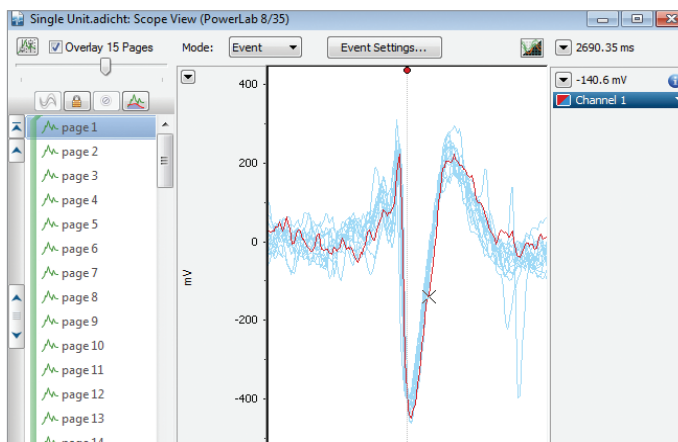 Single Unit.adicht: Scope View (PowerLab 8/35)
Overlay 15 Pages Mode: Event Event Settings... 2690.35 ms
-140.6 mV
Channel 1
page 1
page 2
page 3
page 4
page 5
page 6
page 7
page 8
page 9
page 10
page 11
page 12
page 13
400
200
0
-200
-400
mV